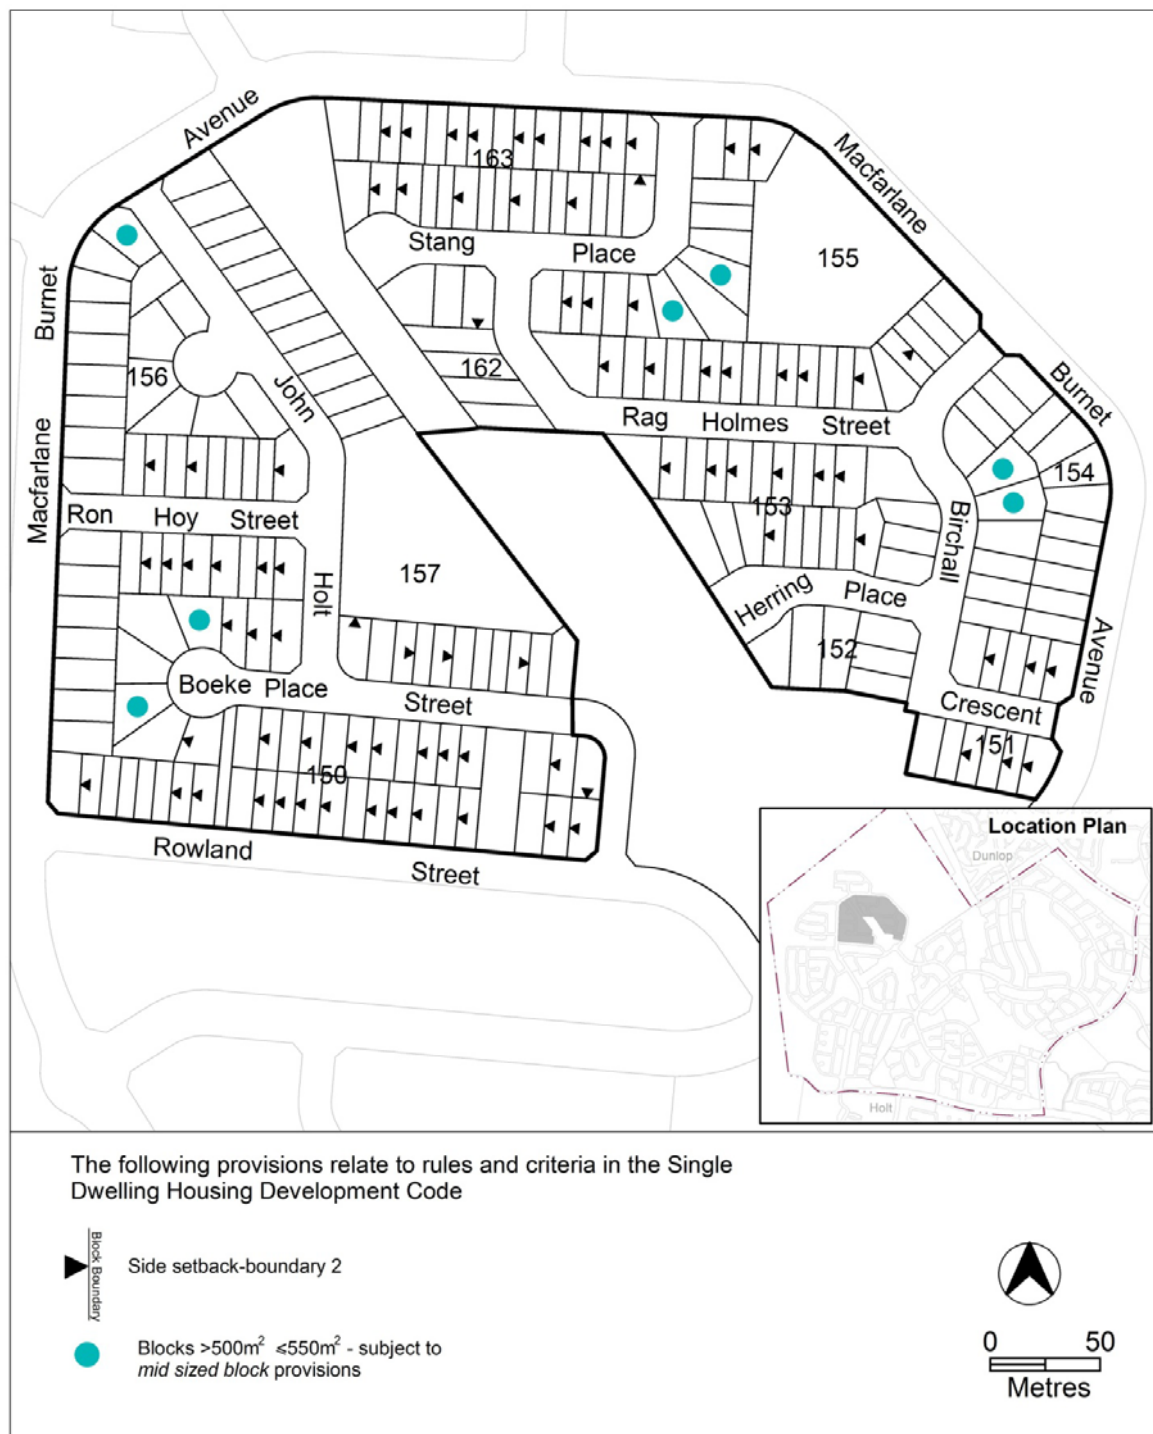 Avenue
Macfarlane
163
Stang Place
155
Burnet
Macfarlane
156
John
162
Rag Holmes Street
Burnet
154
153
Birchall
Ron Hoy Street
Holt
157
Herring Place
152
Avenue
Boeke Place
Street
Crescent
151
150
Rowland Street
Location Plan
Dunlop
Holt
The following provisions relate to rules and criteria in the Single
Dwelling Housing Development Code
Block Boundary
Side setback-boundary 2
Blocks >500m² ≤550m² - subject to
mid sized block provisions
0 50
Metres